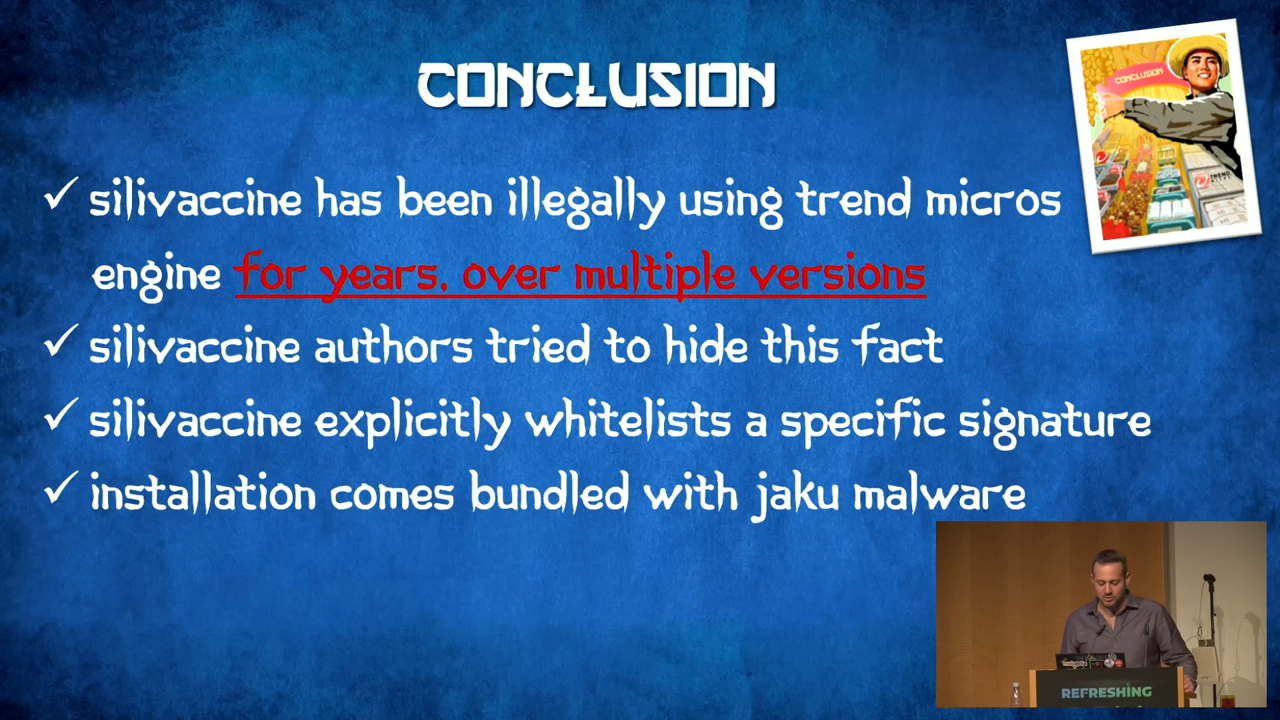 CONCLUSION
CONCLUSION
✓ silivaccine has been illegally using trend micros
engine for years, over multiple versions
✓ silivaccine authors tried to hide this fact
✓ silivaccine explicitly whitelists a specific signature
✓ installation comes bundled with jaku malware
REFRESHING